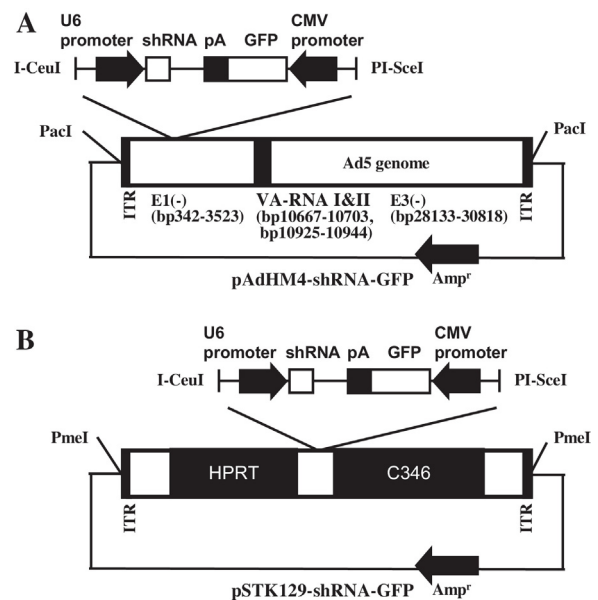 A
U6 promoter
shRNA
pA
GFP
CMV promoter
I-CeuI
PI-SceI
PacI
PacI
Ad5 genome
ITR
E1(-)
(bp342-3523)
VA-RNA I&II
(bp10667-10703,
bp10925-10944)
E3(-)
(bp28133-30818)
ITR
pAdHM4-shRNA-GFP
Ampr
B
U6 promoter
shRNA
pA
GFP
CMV promoter
I-CeuI
PI-SceI
PmeI
PmeI
HPRT
C346
ITR
ITR
pSTK129-shRNA-GFP
Ampr